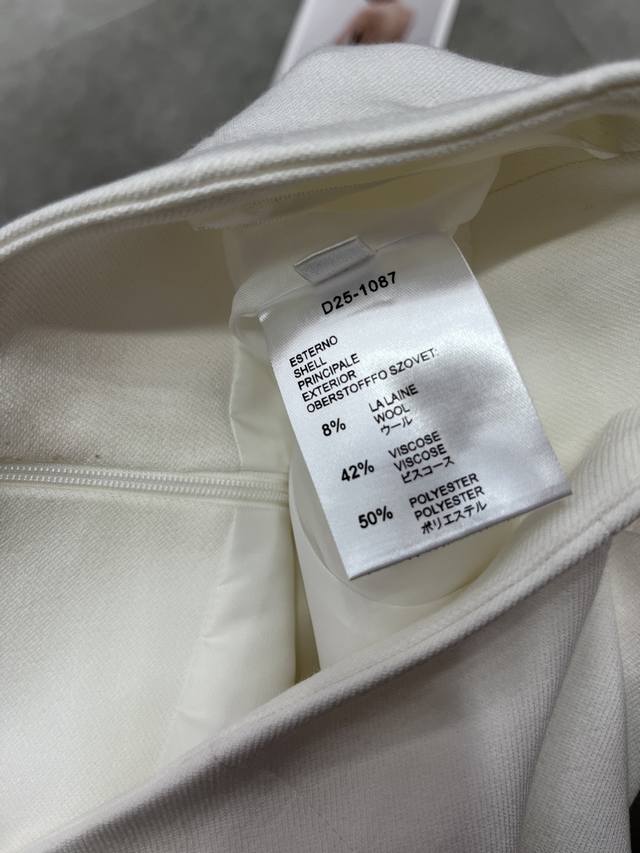 D25-1087
ESTERNO
SHELL
PRINCIPALE
EXTERIOR
OBERSTOFFFO SZOVET:
8% LA LAINE
WOOL
ウール
42% VISCOSE
VISCOSE
ビスコース
50% POLYESTER
POLYESTER
ポリエステル